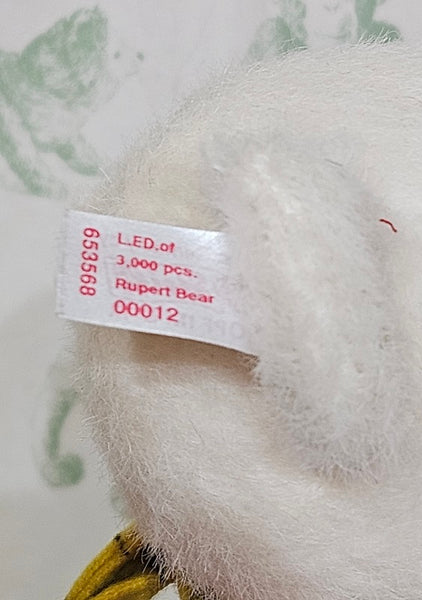 653568
L.ED.of
3,000 pcs.
Rupert Bear
00012